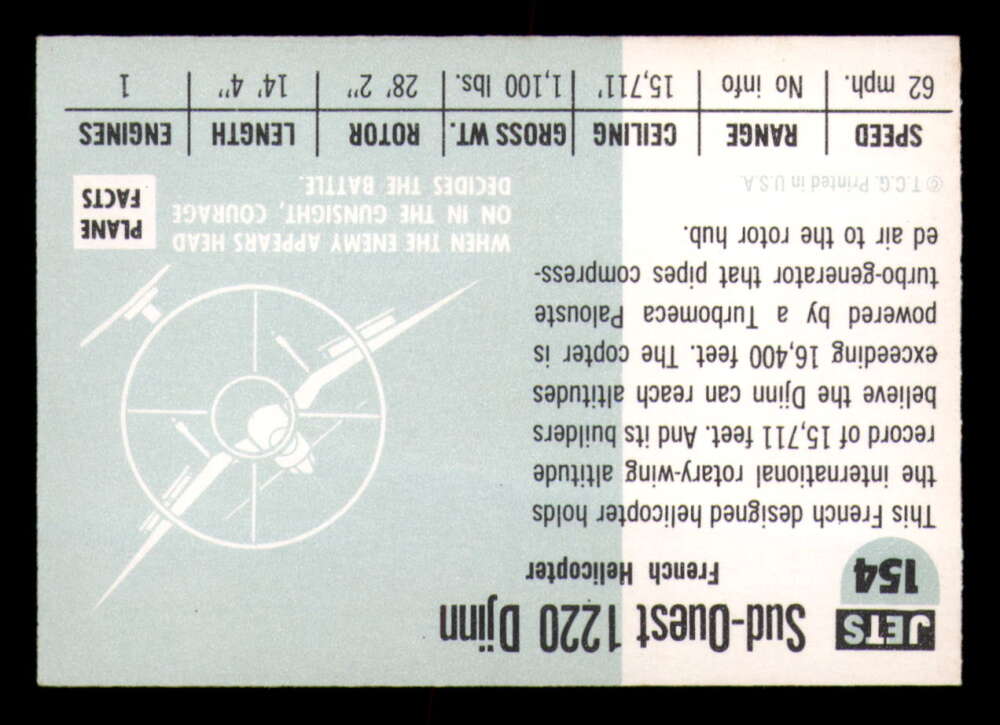 JETS
154
Sud-Ouest 1220 Djinn
French Helicopter
This French designed helicopter holds
the international rotary-wing altitude
record of 15,711 feet. And its builders
believe the Djinn can reach altitudes
exceeding 16,400 feet. The copter is
powered by a Turbomeca Palouste
turbo-generator that pipes compress-
ed air to the rotor hub.
© T.C.G. Printed in U.S.A.
WHEN THE ENEMY APPEARS HEAD
ON IN THE GUNSIGHT, COURAGE
DECIDES THE BATTLE.
PLANE
FACTS
SPEED RANGE CEILING GROSS WT. ROTOR LENGTH ENGINES
62 mph. No info 15,711' 1,100 lbs. 28' 2" 14' 4" 1